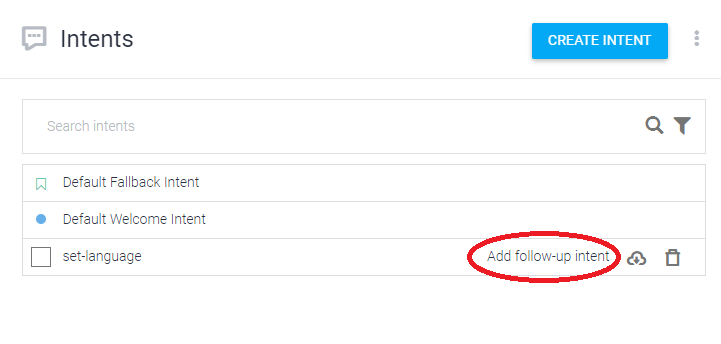 Intents
CREATE INTENT
Search intents
Default Fallback Intent
Default Welcome Intent
set-language
Add follow-up intent